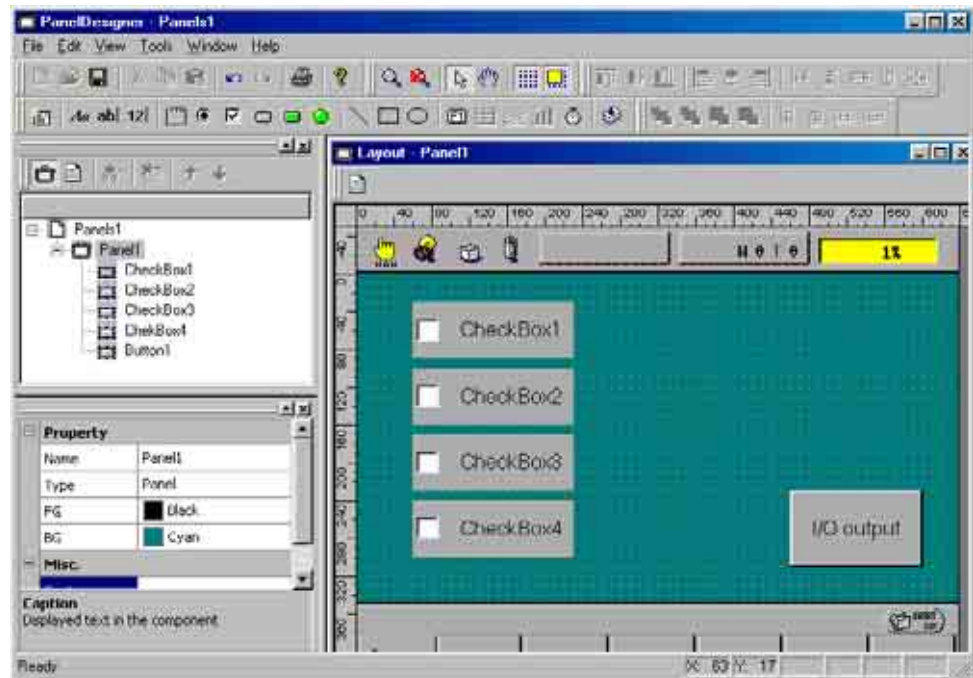 PanelDesigner - Panels1
File Edit View Tools Window Help
ab| 12|
Layout - Panel1
0 40 80 120 160 200 240 280 320 360 400 440 480 520 560 600
Panels1
Panel1
CheckBox1
CheckBox2
CheckBox3
ChekBox4
Button1
1%
CheckBox1
CheckBox2
CheckBox3
CheckBox4
I/O output
Property
Name Panel1
Type Panel
FG Black
BG Cyan
Misc.
Caption
Displayed text in the component
Ready
X: 63 Y: 17